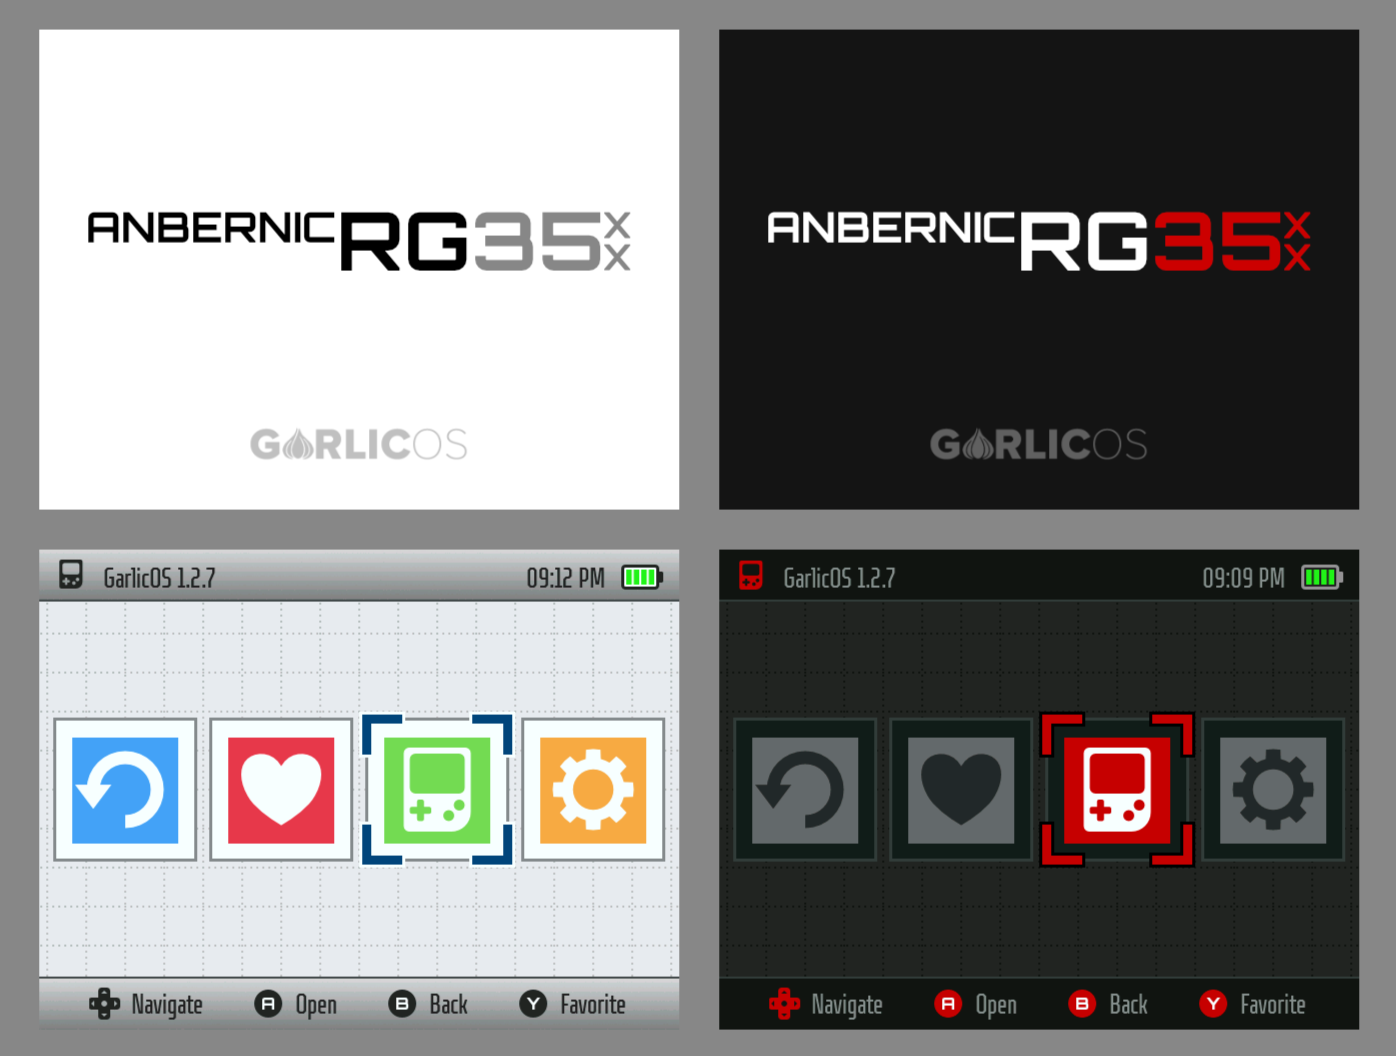 ANBERNIC RG35XX
GARLICOS
ANBERNIC RG35XX
GARLICOS
GarlicOS 1.2.7 09:12 PM
A Navigate A Open B Back Y Favorite
GarlicOS 1.2.7 09:09 PM
Navigate A Open B Back Y Favorite